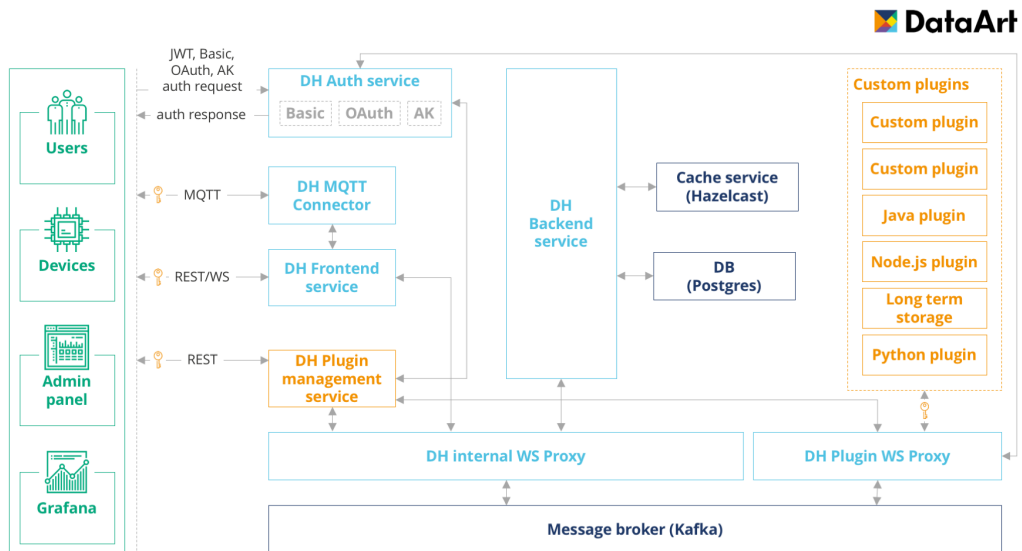 DataArt
Users
Devices
Admin
panel
Grafana
JWT, Basic,
OAuth, AK
auth request
auth response
MQTT
REST/WS
REST
DH Auth service
Basic
OAuth
AK
DH MQTT
Connector
DH Frontend
service
DH Plugin
management
service
DH
Backend
service
Cache service
(Hazelcast)
DB
(Postgres)
Custom plugins
Custom plugin
Custom plugin
Java plugin
Node.js plugin
Long term
storage
Python plugin
DH internal WS Proxy
DH Plugin WS Proxy
Message broker (Kafka)